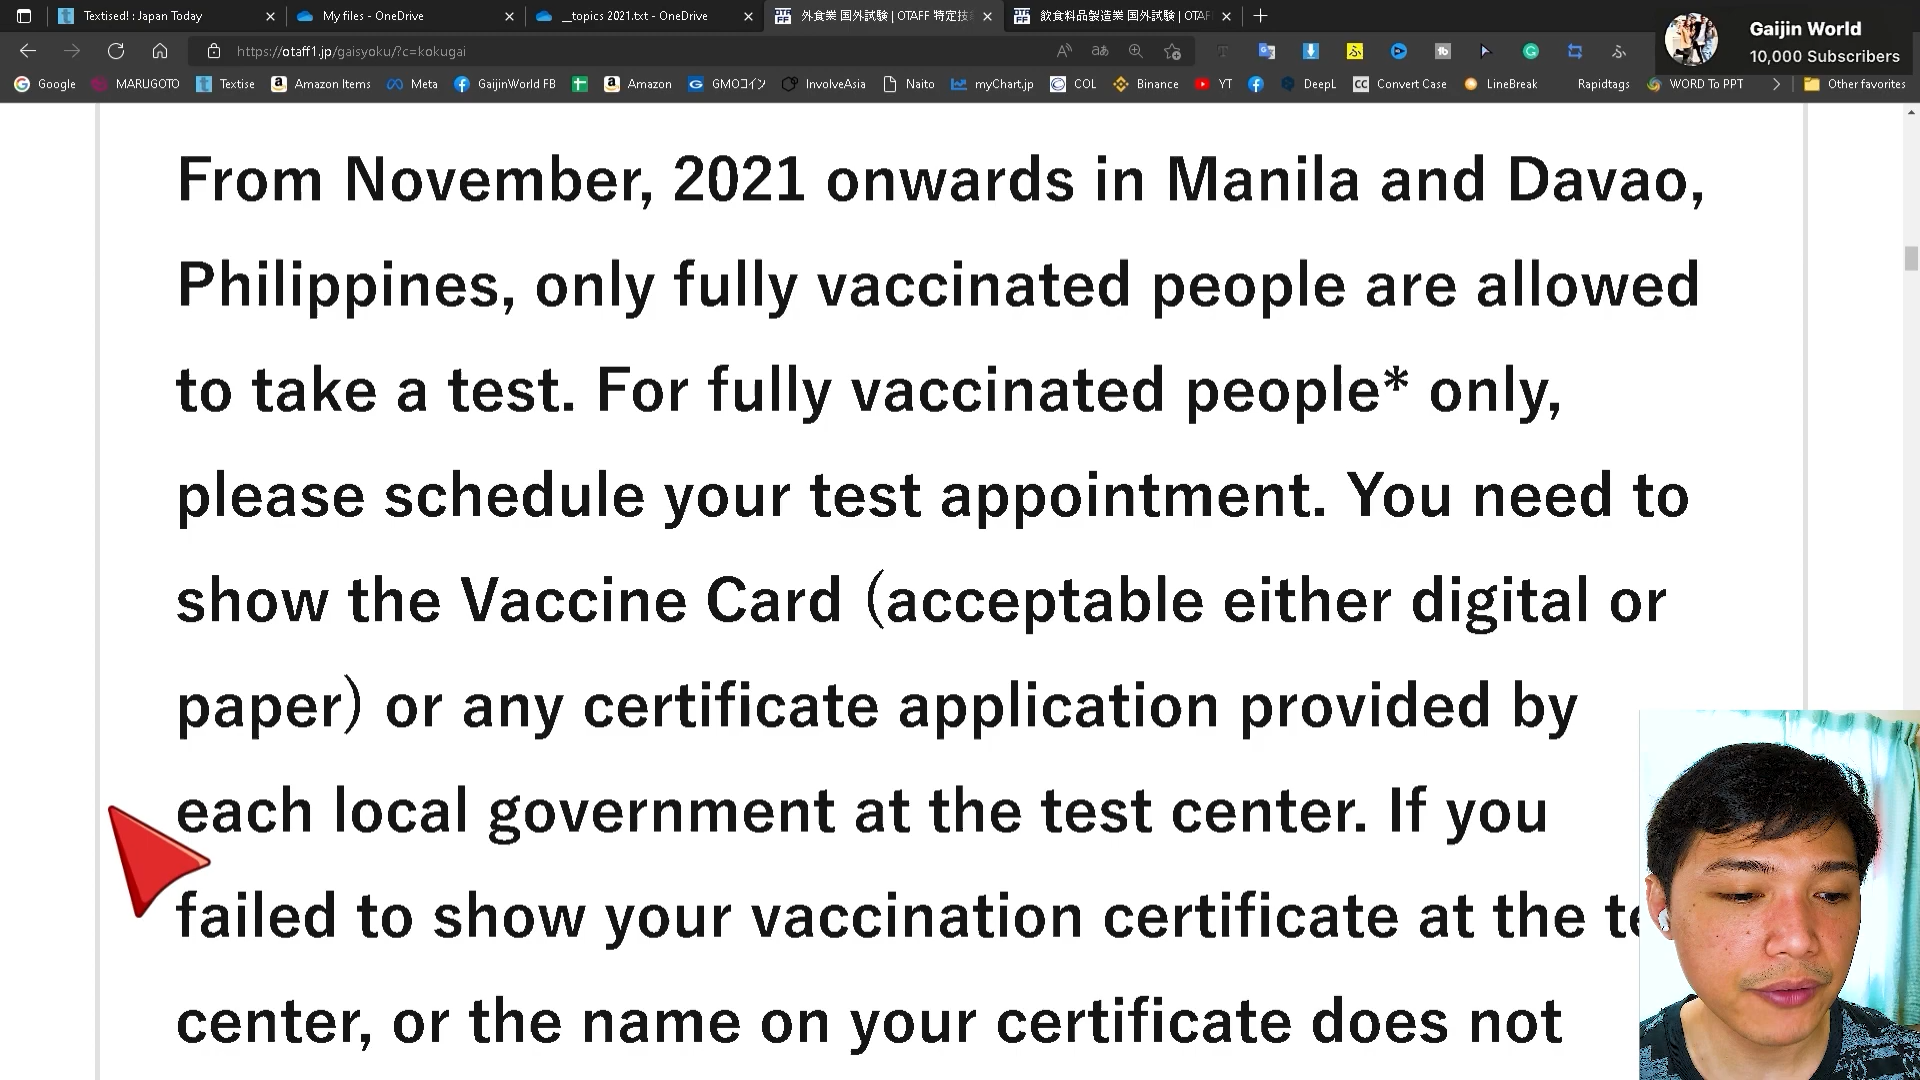 Textised! : Japan Today
My files - OneDrive
__topics 2021.txt - OneDrive
外食業 国外試験 | OTAFF 特定技
飲食料品製造業 国外試験 | OTAF
Gaijin World
10,000 Subscribers
https://otaff1.jp/gaisyoku/?c=kokugai
Google MARUGOTO Textise Amazon Items Meta GaijinWorld FB Amazon GMOコイン InvolveAsia Naito myChart.jp COL Binance YT DeepL Convert Case LineBreak Rapidtags WORD To PPT Other favorites
From November, 2021 onwards in Manila and Davao,
Philippines, only fully vaccinated people are allowed
to take a test. For fully vaccinated people* only,
please schedule your test appointment. You need to
show the Vaccine Card (acceptable either digital or
paper) or any certificate application provided by
each local government at the test center. If you
failed to show your vaccination certificate at the
center, or the name on your certificate does not